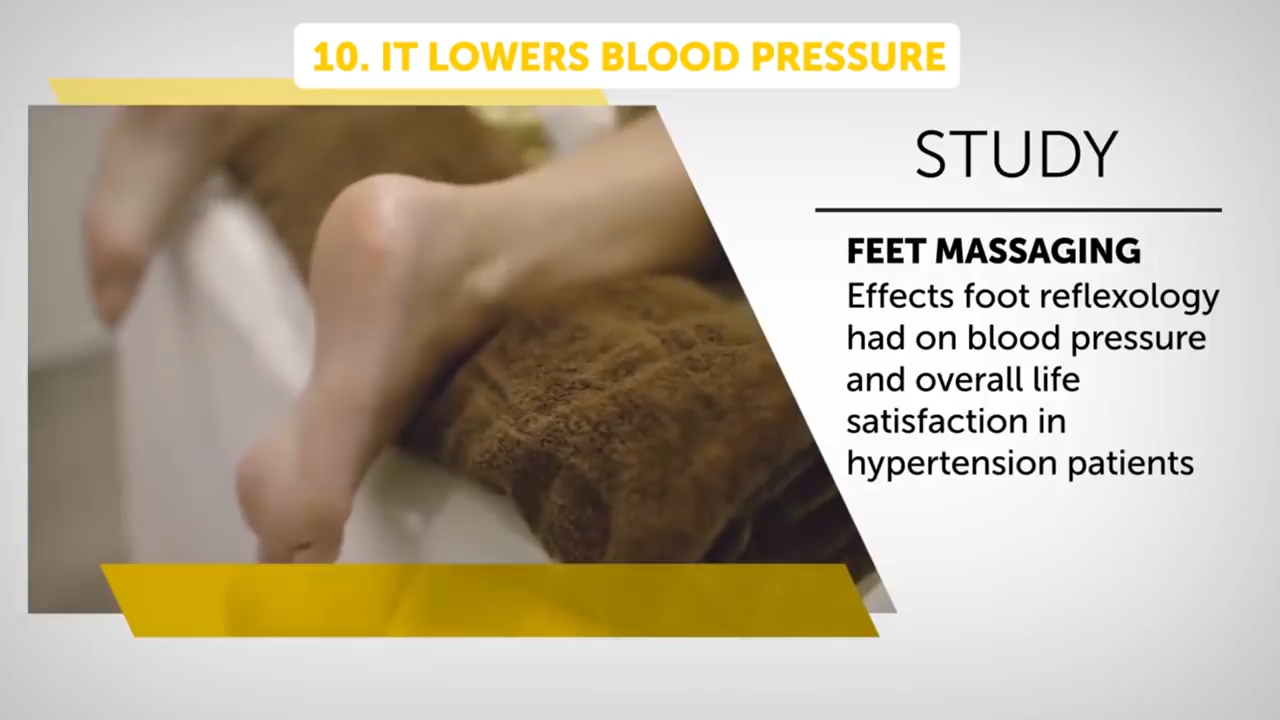 10. IT LOWERS BLOOD PRESSURE
STUDY
FEET MASSAGING
Effects foot reflexology
had on blood pressure
and overall life
satisfaction in
hypertension patients